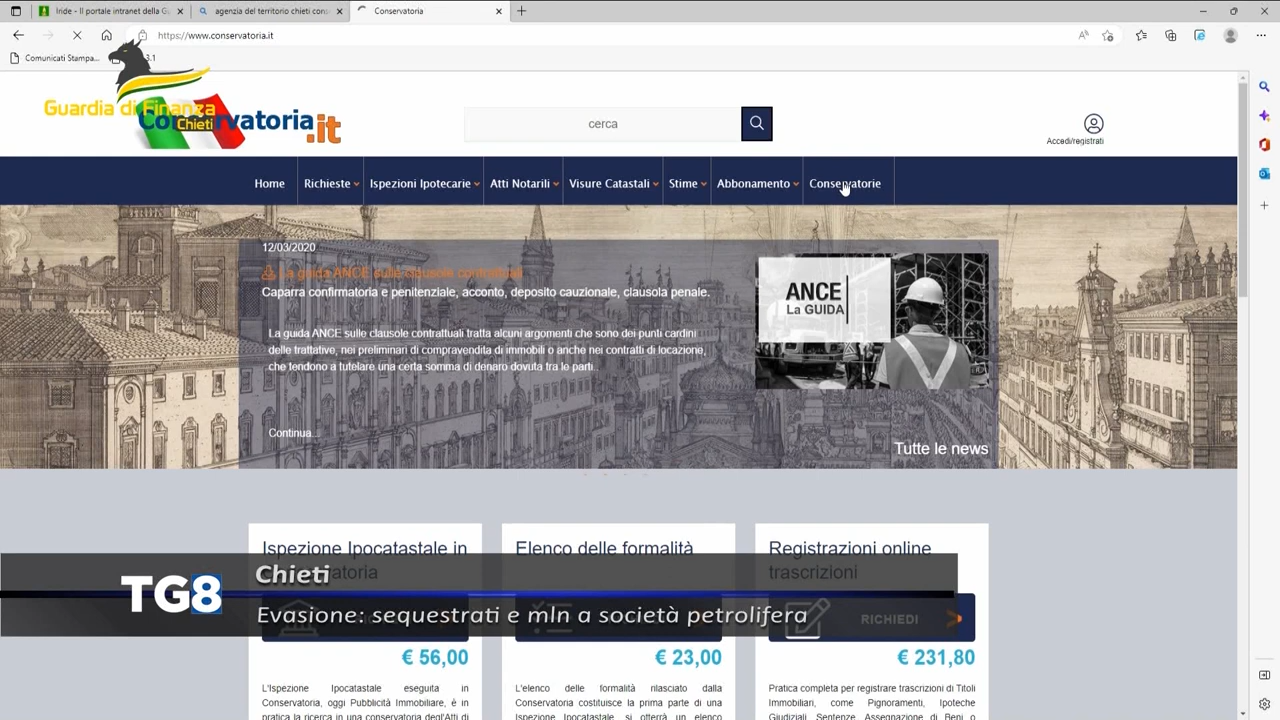 Iride - Il portale intranet della Gu
agenzia del territorio chieti cons
Conservatoria
https://www.conservatoria.it
Comunicati Stampa...
3.1
Guardia di Finanza
Chieti
Conservatoria
.it
cerca
Accedi/registrati
Home
Richieste
Ispezioni Ipotecarie
Atti Notarili
Visure Catastali
Stime
Abbonamento
Conservatorie
12/03/2020
La guida ANCE sulle clausole contrattuali
Caparra confirmatoria e penitenziale, acconto, deposito cauzionale, clausola penale.
La guida ANCE sulle clausole contrattuali tratta alcuni argomenti che sono dei punti cardini
delle trattative, nei preliminari di compravendita di immobili o anche nei contratti di locazione,
che tendono a tutelare una certa somma di denaro dovuta tra le parti..
Continua...
ANCE
La GUIDA
Tutte le news
Ispezione Ipocatastale in
Elenco delle formalità
Registrazioni online
trascrizioni
TG8
Chieti
Evasione: sequestrati e mln a società petrolifera
RICHIEDI
€ 56,00
€ 23,00
€ 231,80
L'Ispezione Ipocatastale eseguita in
Conservatoria, oggi Pubblicità Immobiliare, è in
pratica la ricerca in una conservatoria degl'Atti di
L'elenco delle formalità rilasciato dalla
Conservatoria costituisce la prima parte di una
Ispezione Ipocatastale, si otterrà un elenco
Pratica completa per registrare trascrizioni di Titoli
Immobiliari, come Pignoramenti, Ipoteche
Giudiziali, Sentenze, Assegnazione di Beni o